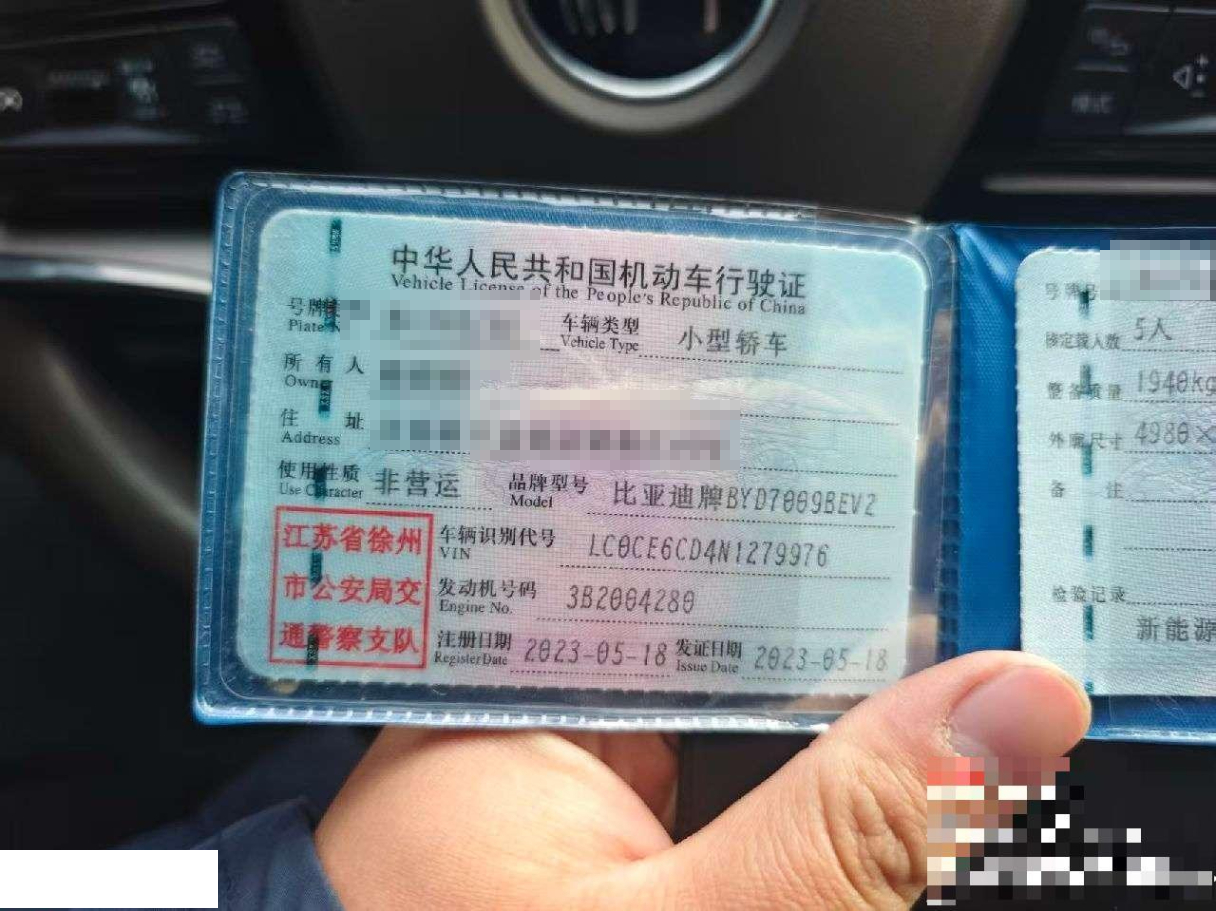 中华人民共和国机动车行驶证
Vehicle License of the People's Republic of China
号牌
Plate N
车辆类型 小型轿车
Vehicle Type
所有人
Owner
住址
Address
使用性质 非营运
Use Character
品牌型号 比亚迪牌BYD7009BEV2
Model
江苏省徐州
市公安局交
通警察支队
车辆识别代号 LC0CE6CD4N1279976
VIN
发动机号码 3B2004280
Engine No.
注册日期 2023-05-18
Register Date
发证日期 2023-05-18
Issue Date
号牌号
核定载人数 5人
整备质量 1940kg
外廓尺寸 4980×
备注
检验记录
新能源